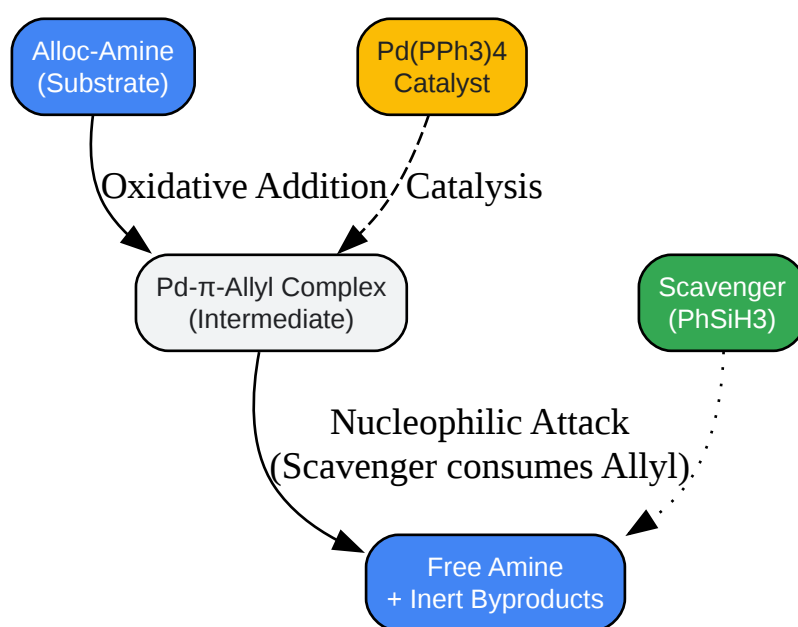 Alloc-Amine
(Substrate)
Pd(PPh3)4
Catalyst
Oxidative Addition
Catalysis
Pd-π-Allyl Complex
(Intermediate)
Scavenger
(PhSiH3)
Nucleophilic Attack
(Scavenger consumes Allyl)
Free Amine
+ Inert Byproducts